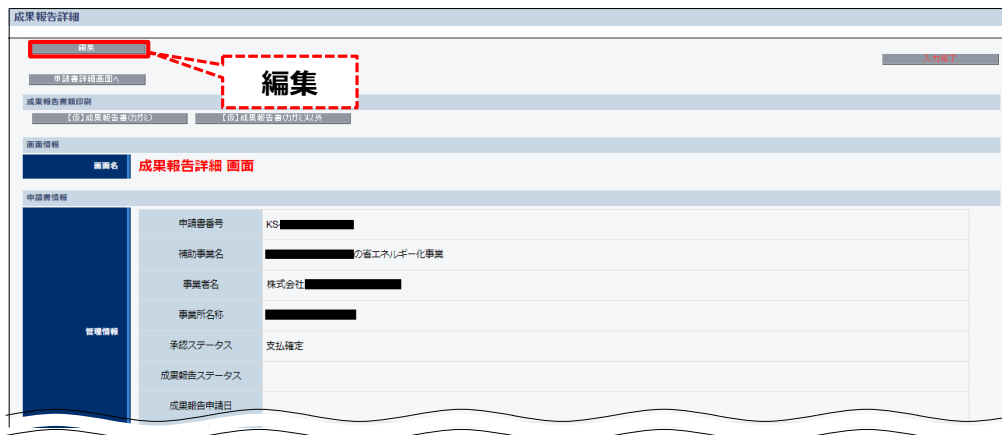 成果報告詳細
編集
編集
入力完了
申請書詳細画面へ
成果報告書類印刷
【仮】成果報告書(カガミ)
【仮】成果報告書(カガミ)以外
画面情報
画面名
成果報告詳細 画面
申請書情報
管理情報
申請書番号
KS-
補助事業名
の省エネルギー化事業
事業者名
株式会社
事業所名称
承認ステータス
支払確定
成果報告ステータス
成果報告申請日